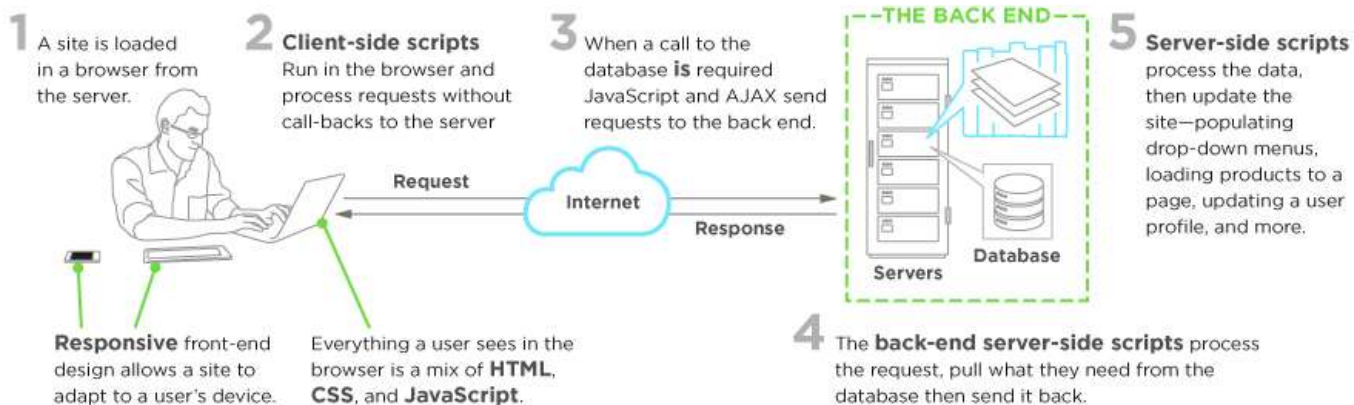 1 A site is loaded
in a browser from
the server.
2 Client-side scripts
Run in the browser and
process requests without
call-backs to the server
3 When a call to the
database is required
JavaScript and AJAX send
requests to the back end.
THE BACK END
5 Server-side scripts
process the data,
then update the
site—populating
drop-down menus,
loading products to a
page, updating a user
profile, and more.
Request
Internet
Response
Servers
Database
Responsive front-end
design allows a site to
adapt to a user's device.
Everything a user sees in the
browser is a mix of HTML,
CSS, and JavaScript.
4 The back-end server-side scripts process
the request, pull what they need from the
database then send it back.